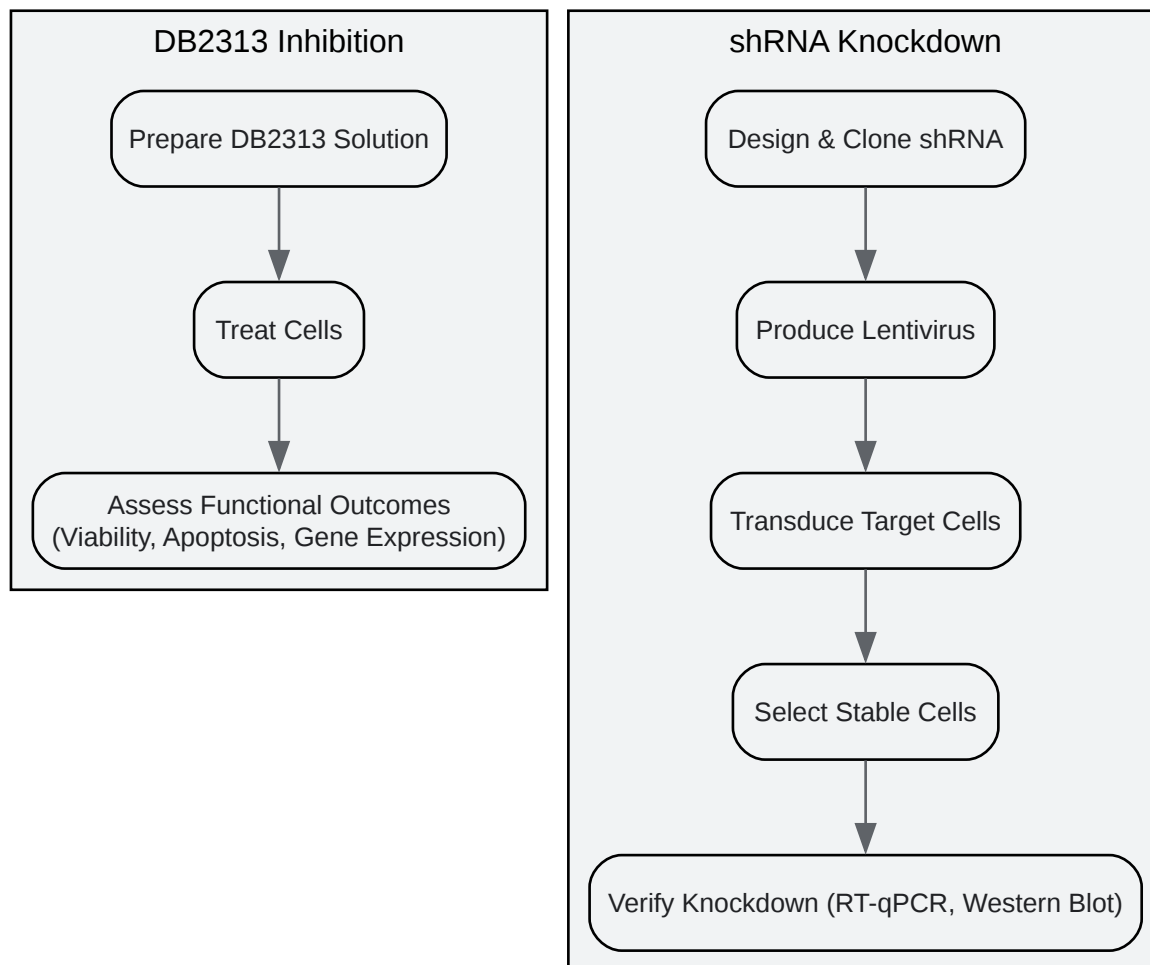 DB2313 Inhibition
Prepare DB2313 Solution
Treat Cells
Assess Functional Outcomes
(Viability, Apoptosis, Gene Expression)
shRNA Knockdown
Design & Clone shRNA
Produce Lentivirus
Transduce Target Cells
Select Stable Cells
Verify Knockdown (RT-qPCR, Western Blot)